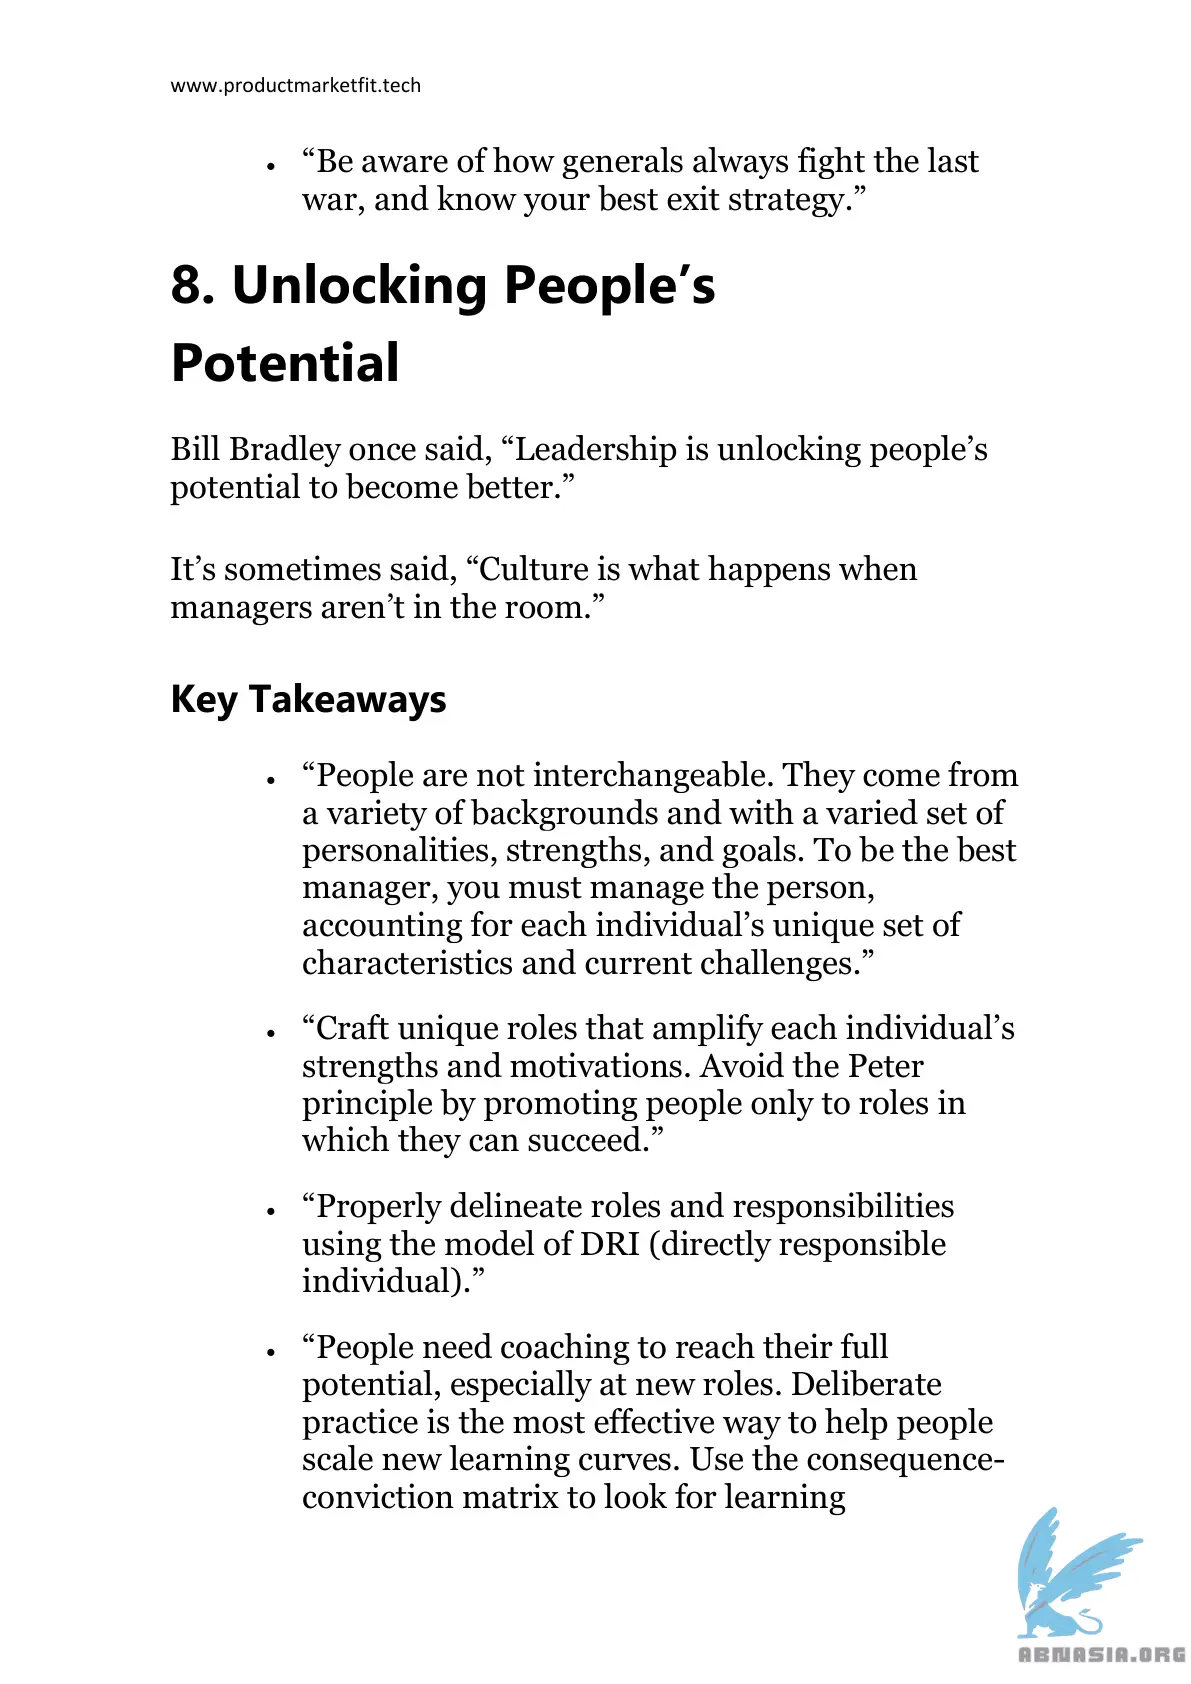 www.productmarketfit.tech
• “Be aware of how generals always fight the last
war, and know your best exit strategy.”
8. Unlocking People’s
Potential
Bill Bradley once said, “Leadership is unlocking people’s
potential to become better.”
It’s sometimes said, “Culture is what happens when
managers aren’t in the room.”
Key Takeaways
• “People are not interchangeable. They come from
a variety of backgrounds and with a varied set of
personalities, strengths, and goals. To be the best
manager, you must manage the person,
accounting for each individual’s unique set of
characteristics and current challenges.”
• “Craft unique roles that amplify each individual’s
strengths and motivations. Avoid the Peter
principle by promoting people only to roles in
which they can succeed.”
• “Properly delineate roles and responsibilities
using the model of DRI (directly responsible
individual).”
• “People need coaching to reach their full
potential, especially at new roles. Deliberate
practice is the most effective way to help people
scale new learning curves. Use the consequence-
conviction matrix to look for learning
ABNASIA.ORG